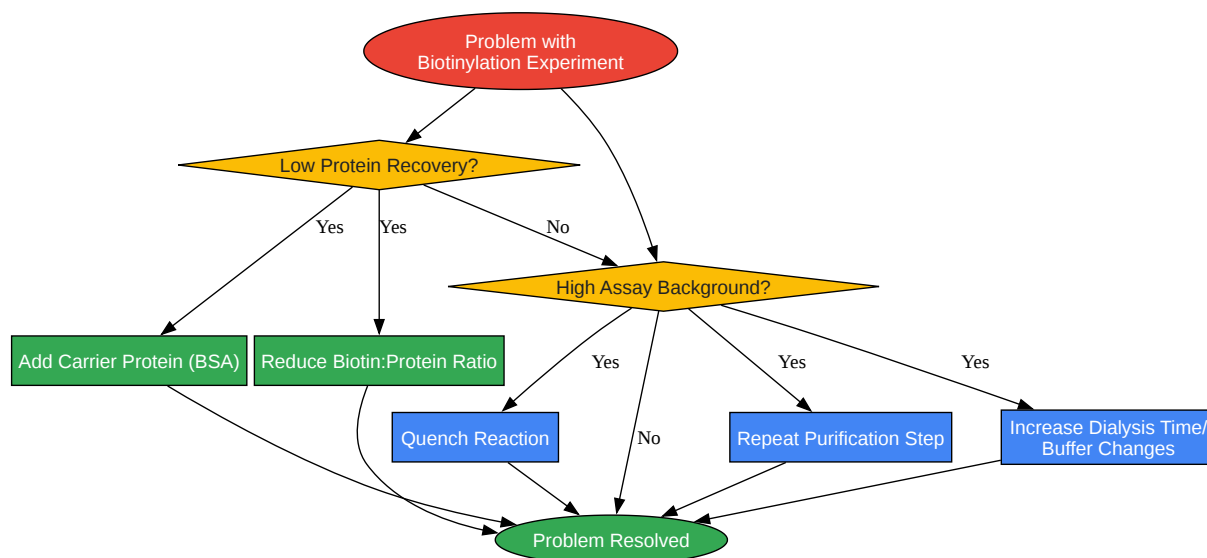 Problem with
Biotinylation Experiment
Low Protein Recovery?
Yes
Yes
No
High Assay Background?
Add Carrier Protein (BSA)
Reduce Biotin:Protein Ratio
Yes
Yes
Yes
No
Quench Reaction
Repeat Purification Step
Increase Dialysis Time/
Buffer Changes
Problem Resolved